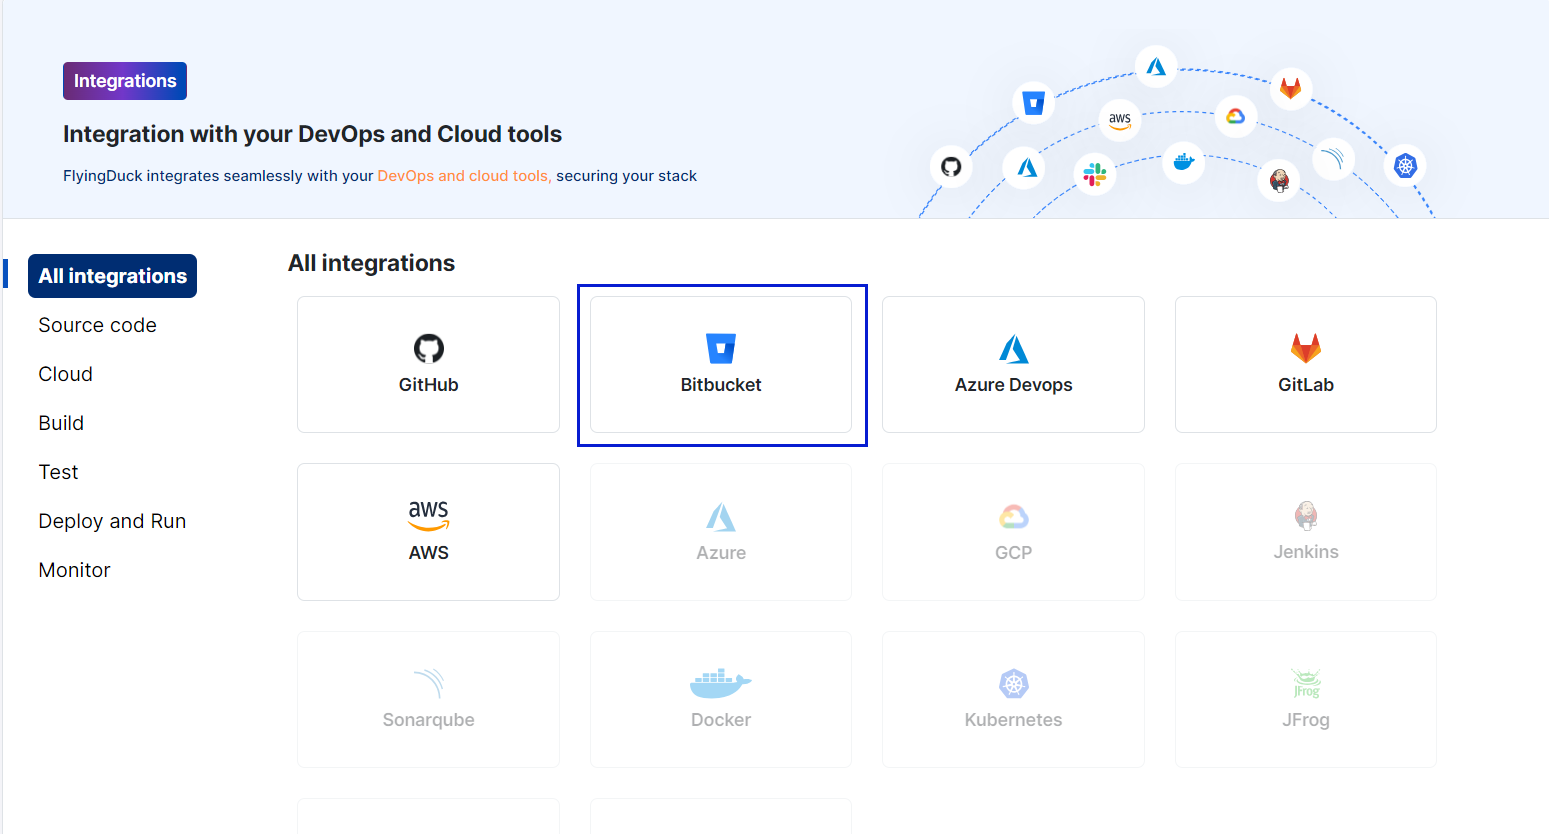 Integrations
Integration with your DevOps and Cloud tools
FlyingDuck integrates seamlessly with your DevOps and cloud tools, securing your stack
aws
All integrations
Source code
Cloud
Build
Test
Deploy and Run
Monitor
All integrations
GitHub
Bitbucket
Azure Devops
GitLab
aws
AWS
Azure
GCP
Jenkins
Sonarqube
Docker
Kubernetes
JFrog
JFrog